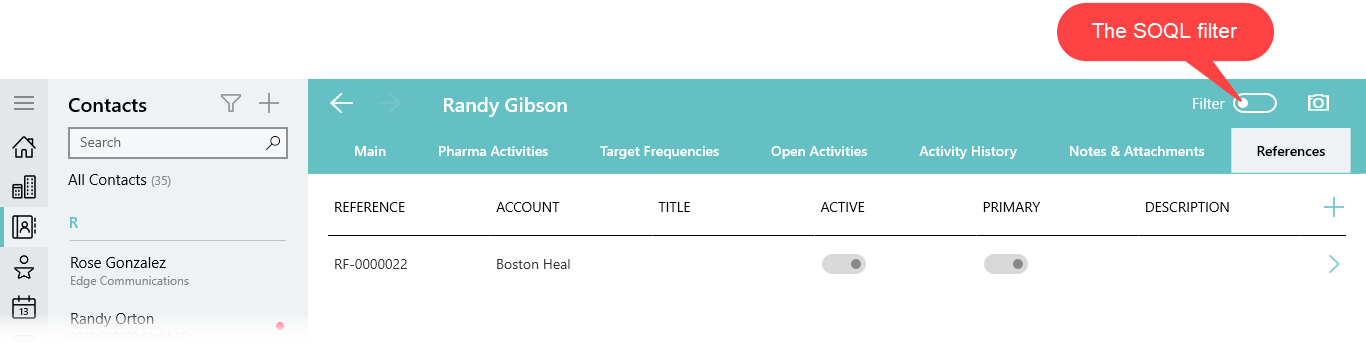 The SOQL filter
Contacts
Randy Gibson
Filter
Search
Main Pharma Activities Target Frequencies Open Activities Activity History Notes & Attachments References
All Contacts (35)
REFERENCE ACCOUNT TITLE ACTIVE PRIMARY DESCRIPTION
R
Rose Gonzalez
Edge Communications
RF-0000022 Boston Heal
13
Randy Orton